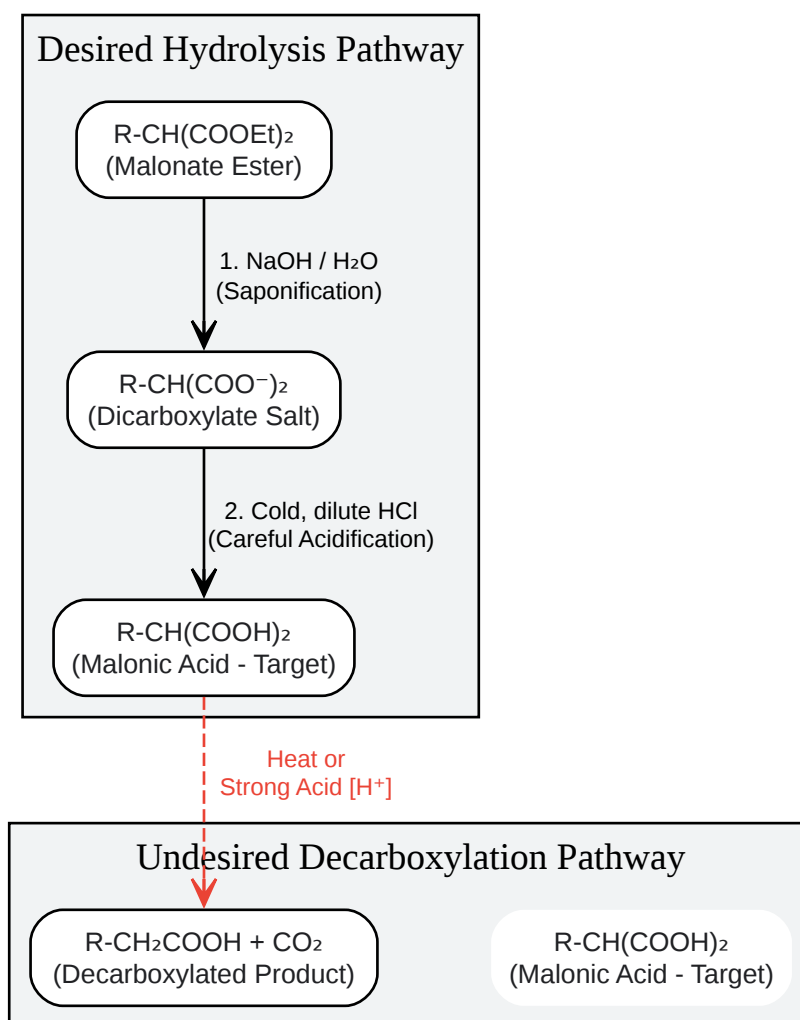 Desired Hydrolysis Pathway
R-CH(COOEt)₂
(Malonate Ester)
1. NaOH / H₂O
(Saponification)
R-CH(COO⁻)₂
(Dicarboxylate Salt)
2. Cold, dilute HCl
(Careful Acidification)
R-CH(COOH)₂
(Malonic Acid - Target)
Heat or
Strong Acid [H⁺]
Undesired Decarboxylation Pathway
R-CH₂COOH + CO₂
(Decarboxylated Product)
R-CH(COOH)₂
(Malonic Acid - Target)